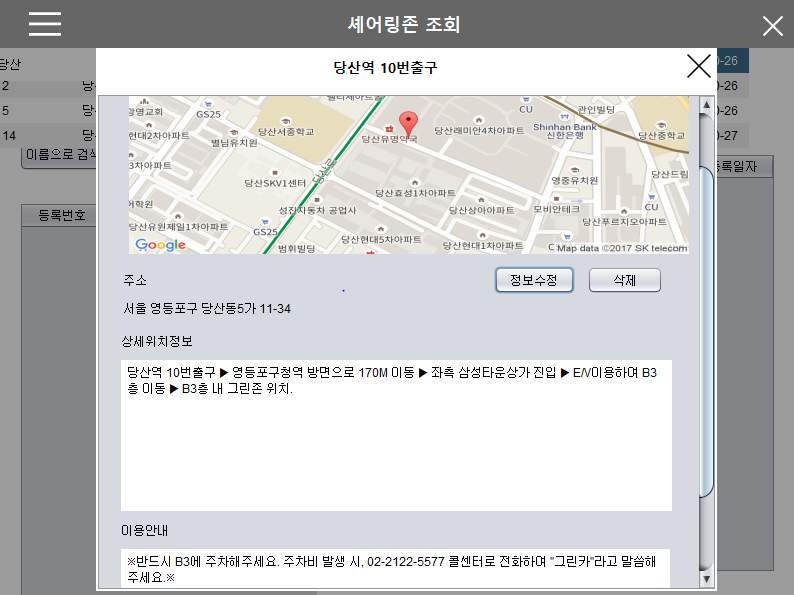 셰어링존 조회
당산역 10번출구
당산
2 당
5 당
14 당
이름으로 검색
등록번호
0-26
0-26
0-26
0-27
등록일자
GS25
당산서중학교
현대2차아파트
별님유치원
3차아파트
당산SKV1센터
당산로
성진자동차 공업사
당산유원제일1차아파트
GS25
범휘빌딩
당산현대5차아파트
당산유명약국
당산래미안4차아파트
CU
관인빌딩
Shinhan Bank
신한은행
당산중학교
당산효성1차아파트
영중유치원
당산드림
당산상아아파트
모비안테크
CU
당산푸르지오아파트
당산현대1차아파트
Google
Map data ©2017 SK telecom
주소
정보수정
삭제
서울 영등포구 당산동5가 11-34
상세위치정보
당산역 10번출구 ▶ 영등포구청역 방면으로 170M 이동 ▶ 좌측 삼성타운상가 진입 ▶ E/V이용하여 B3
층 이동 ▶ B3층 내 그린존 위치.
이용안내
※반드시 B3에 주차해주세요. 주차비 발생 시, 02-2122-5577 콜센터로 전화하여 "그린카"라고 말씀해
주세요.※